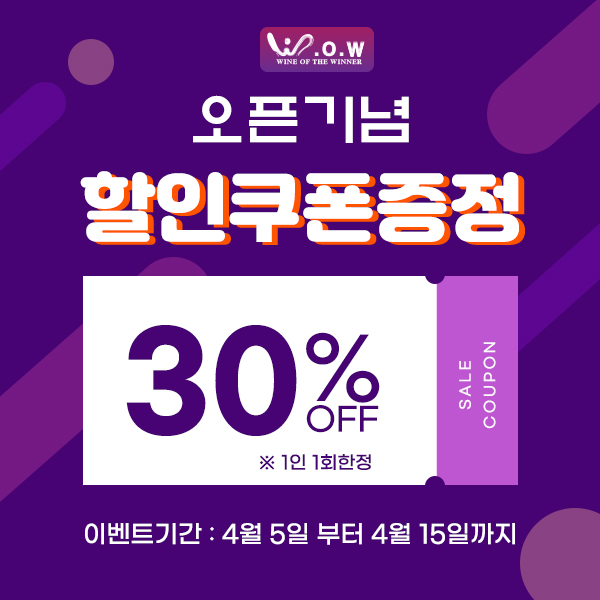 W.O.W
WINE OF THE WINNER
오픈기념
할인쿠폰증정
30% OFF
※ 1인 1회한정
SALE
COUPON
이벤트기간 : 4월 5일 부터 4월 15일까지